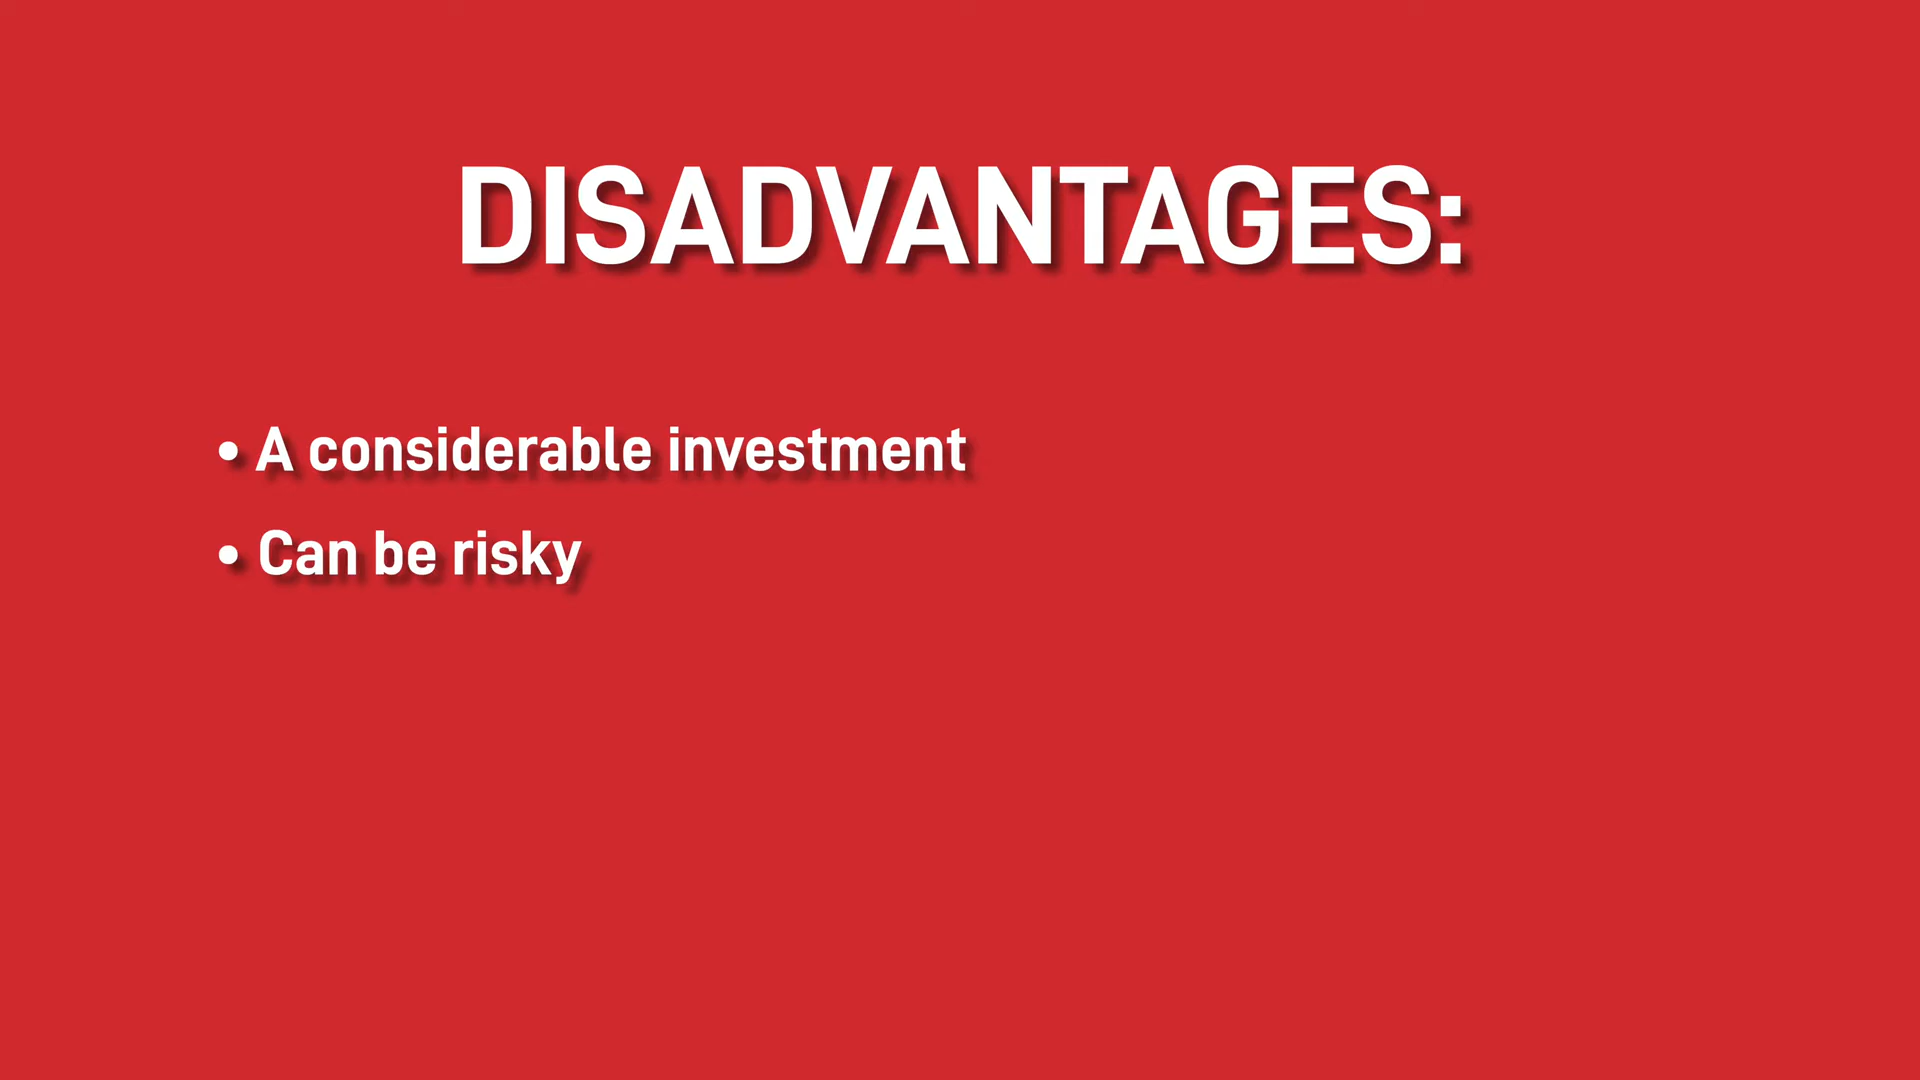 DISADVANTAGES:
• A considerable investment
• Can be risky